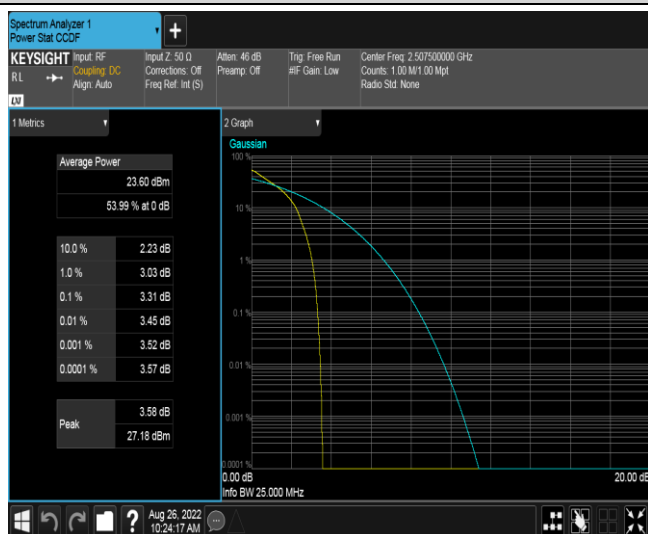 Spectrum Analyzer 1
Power Stat CCDF
KEYSIGHT
RL
LXI
Input: RF
Coupling: DC
Align: Auto
Input Z: 50 Ω
Corrections: Off
Freq Ref: Int (S)
Atten: 46 dB
Preamp: Off
Trig: Free Run
#IF Gain: Low
Center Freq: 2.507500000 GHz
Counts: 1.00 M/1.00 Mpt
Radio Std: None
1 Metrics
Average Power
23.60 dBm
53.99 % at 0 dB
10.0 % 2.23 dB
1.0 % 3.03 dB
0.1 % 3.31 dB
0.01 % 3.45 dB
0.001 % 3.52 dB
0.0001 % 3.57 dB
Peak
3.58 dB
27.18 dBm
2 Graph
Gaussian
100 %
10 %
1 %
0.1 %
0.01 %
0.001 %
0.0001 %
0.00 dB 20.00 dB
Info BW 25.000 MHz
?
Aug 26, 2022
10:24:17 AM